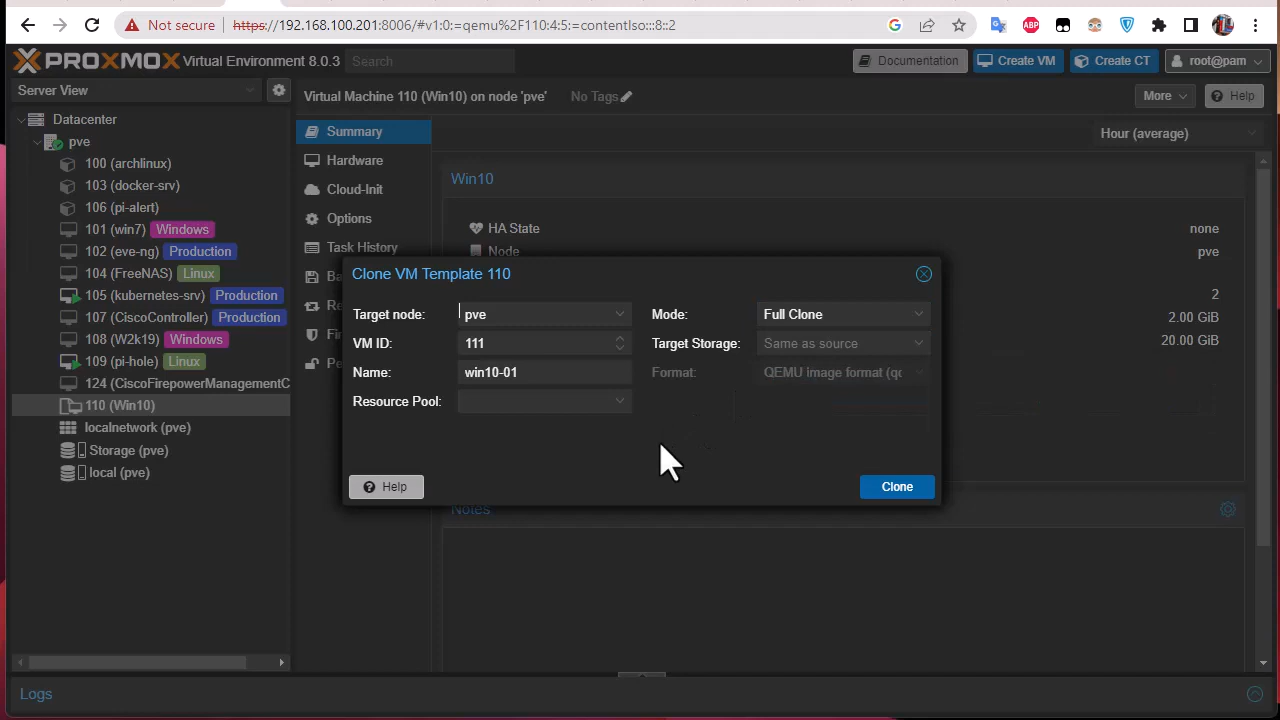 Not secure https://192.168.100.201:8006/#v1:0:=qemu%2F110:4:5:=contentIso:::8::2
ABP
PROXMOX Virtual Environment 8.0.3 Search Documentation Create VM Create CT root@pam
Server View
Virtual Machine 110 (Win10) on node 'pve' No Tags More Help
Datacenter
pve
100 (archlinux)
103 (docker-srv)
106 (pi-alert)
101 (win7) Windows
102 (eve-ng) Production
104 (FreeNAS) Linux
105 (kubernetes-srv) Production
107 (CiscoController) Production
108 (W2k19) Windows
109 (pi-hole) Linux
124 (CiscoFirepowerManagementC
110 (Win10)
localnetwork (pve)
Storage (pve)
local (pve)
Summary
Hardware
Cloud-Init
Options
Task History
Ba
Re
Fir
Pe
Hour (average)
Win10
HA State none
Node pve
2
2.00 GiB
20.00 GiB
Clone VM Template 110
Target node: pve
VM ID: 111
Name: win10-01
Resource Pool:
Mode: Full Clone
Target Storage: Same as source
Format: QEMU image format (qc
Help Clone
Notes
Logs